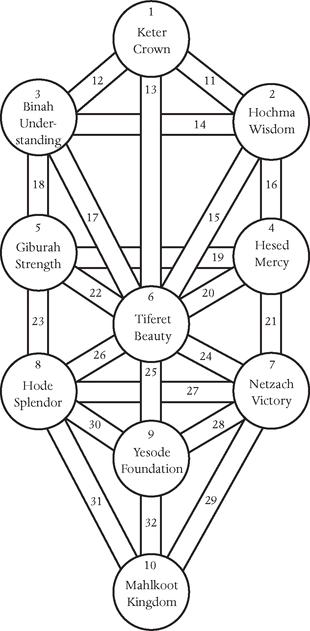 1
Keter
Crown
12
11
3
Binah
Under-
standing
13
2
Hochma
Wisdom
14
18
16
17
15
5
Giburah
Strength
4
Hesed
Mercy
19
22
20
6
Tiferet
Beauty
23
21
26
24
8
Hode
Splendor
25
7
Netzach
Victory
27
30
28
9
Yesode
Foundation
31
29
32
10
Mahlkoot
Kingdom